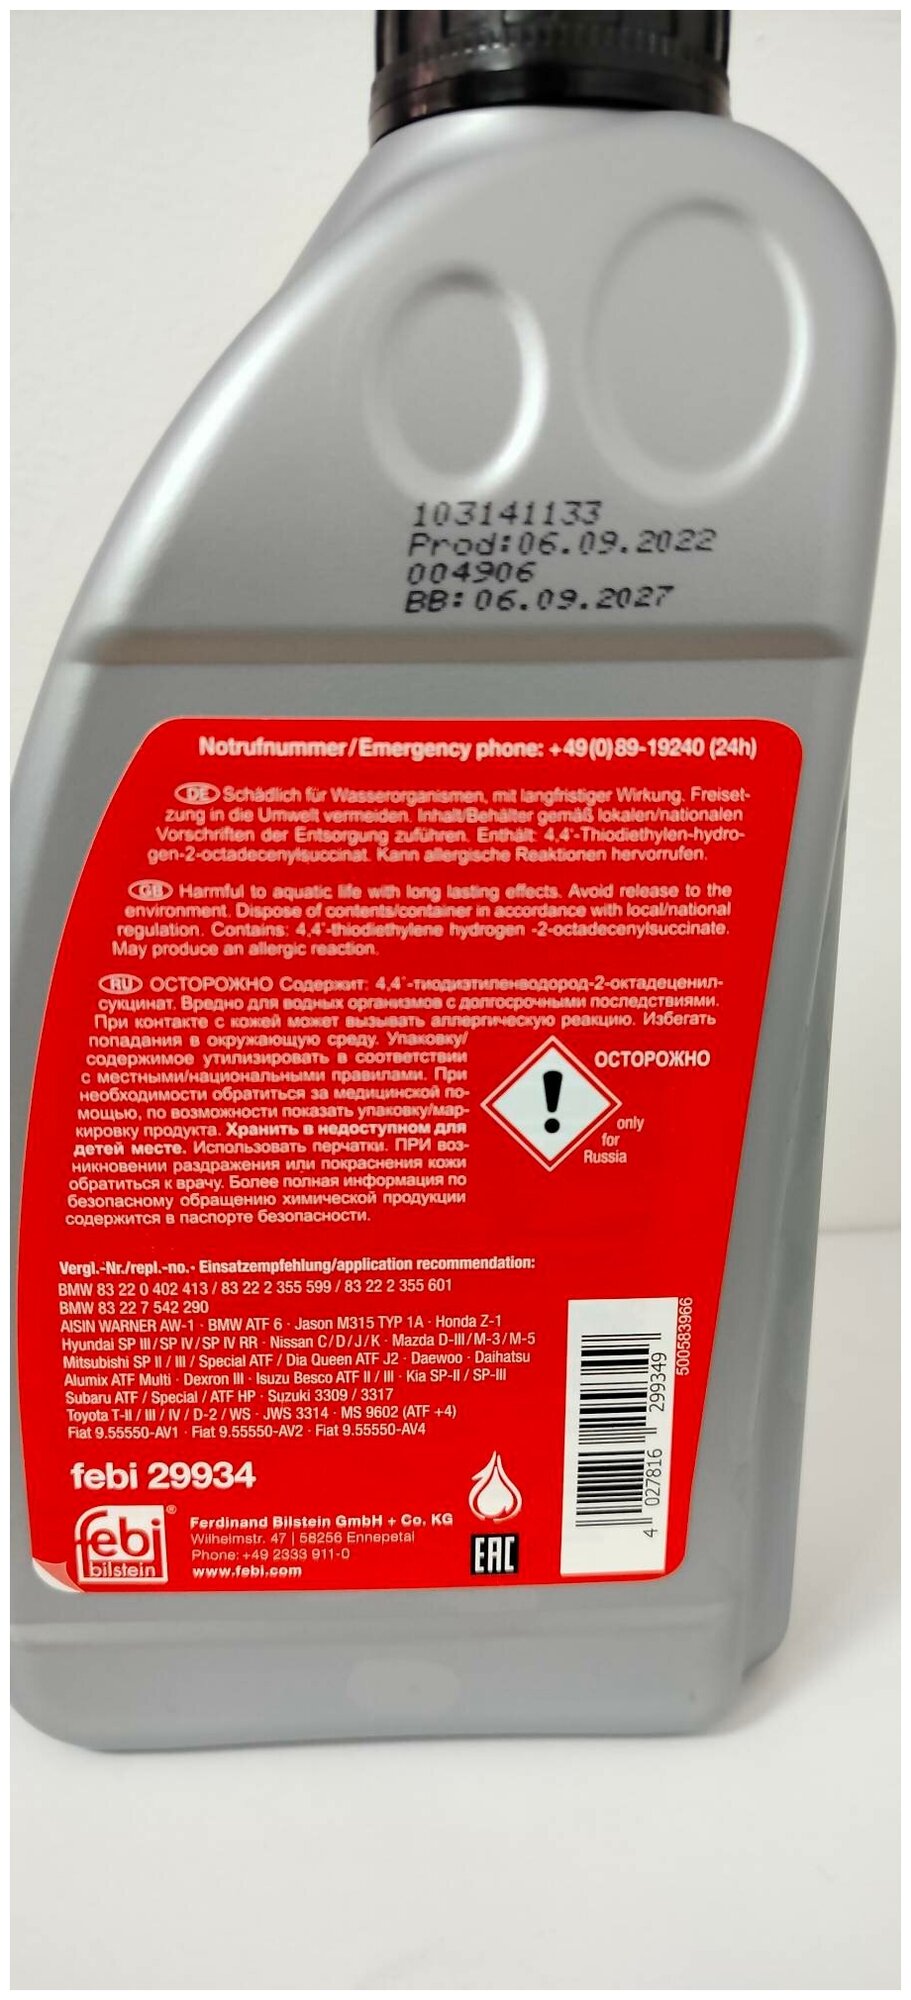 103141133
Prod:06.09.2022
004906
BB:06.09.2027
Notrufnummer/Emergency phone: +49(0)89-19240 (24h)
DE Schädlich für Wasserorganismen, mit langfristiger Wirkung. Freiset-
zung in die Umwelt vermeiden. Inhalt/Behälter gemäß lokalen/nationalen
Vorschriften der Entsorgung zuführen. Enthält: 4,4'-Thiodiethylen-hydro-
gen-2-octadecenylsuccinat. Kann allergische Reaktionen hervorrufen.
GB Harmful to aquatic life with long lasting effects. Avoid release to the
environment. Dispose of contents/container in accordance with local/national
regulation. Contains: 4,4'-thiodiethylene hydrogen -2-octadecenylsuccinate.
May produce an allergic reaction.
RU ОСТОРОЖНО Содержит: 4,4'-тиодиэтиленводород-2-октадеценил-
сукцинат. Вредно для водных организмов с долгосрочными последствиями.
При контакте с кожей может вызывать аллергическую реакцию. Избегать
попадания в окружающую среду. Упаковку/
содержимое утилизировать в соответствии
с местными/национальными правилами. При
необходимости обратиться за медицинской по-
мощью, по возможности показать упаковку/мар-
кировку продукта. Хранить в недоступном для
детей месте. Использовать перчатки. ПРИ воз-
никновении раздражения или покраснения кожи
обратиться к врачу. Более полная информация по
безопасному обращению химической продукции
содержится в паспорте безопасности.
ОСТОРОЖНО
only
for
Russia
Vergl.-Nr./repl.-no.- Einsatzempfehlung/application recommendation:
BMW 83 22 0 402 413 / 83 22 2 355 599 / 83 22 2 355 601
BMW 83 22 7 542 290
AISIN WARNER AW-1 · BMW ATF 6 · Jason M315 TYP 1A · Honda Z-1
Hyundai SP III/SP IV/SP IV RR · Nissan C/D/J/K · Mazda D-III/M-3/M-5
Mitsubishi SP II / III / Special ATF / Dia Queen ATF J2 · Daewoo · Daihatsu
Alumix ATF Multi · Dexron III · Isuzu Besco ATF II / III · Kia SP-II / SP-III
Subaru ATF / Special / ATF HP · Suzuki 3309 / 3317
Toyota T-II / III / IV / D-2 / WS · JWS 3314 · MS 9602 (ATF +4)
Fiat 9.55550-AV1 · Fiat 9.55550-AV2 · Fiat 9.55550-AV4
febi 29934
febi
bilstein
®
Ferdinand Bilstein GmbH + Co. KG
Wilhelmstr. 47 | 58256 Ennepetal
Phone: +49 2333 911-0
www.febi.com
EAC
4 027816 299349
500583966